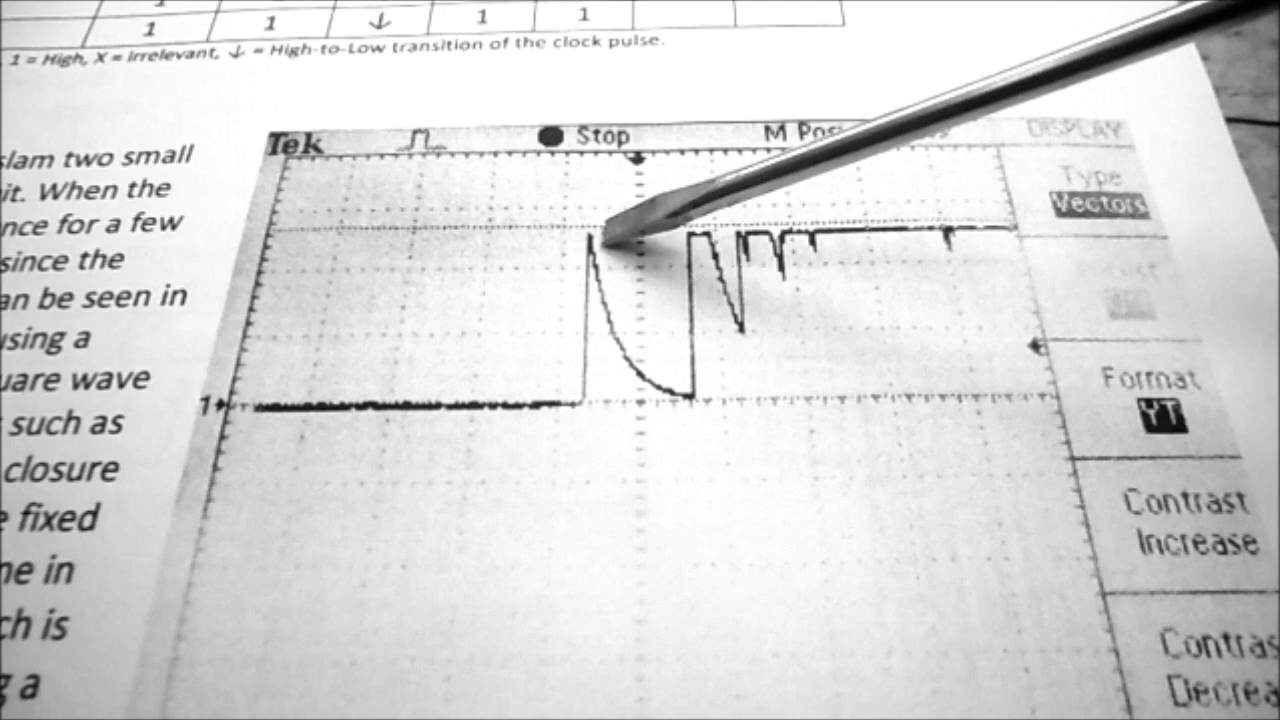 1 1 ↓ 1 1
1 = High, X = Irrelevant, ↓ = High-to-Low transition of the clock pulse.
slam two small
it. When the
nce for a few
since the
an be seen in
using a
uare wave
such as
closure
e fixed
ne in
ch is
g a
Tek Stop M Pos DISPLAY
Type
Vectors
Persist
Format
YT
Contrast
Increase
Contras
Decrea
1